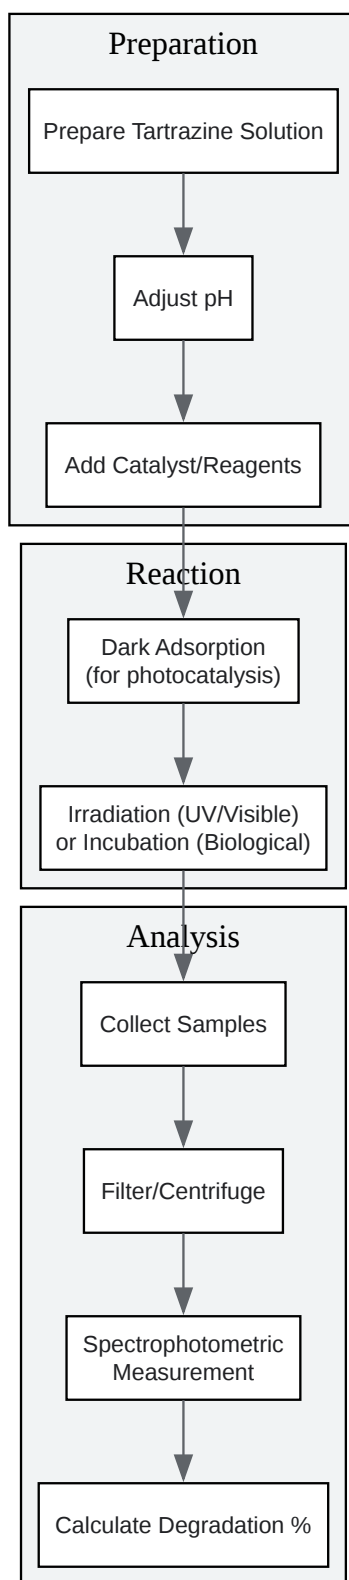 Preparation
Prepare Tartrazine Solution
Adjust pH
Add Catalyst/Reagents
Reaction
Dark Adsorption
(for photocatalysis)
Irradiation (UV/Visible)
or Incubation (Biological)
Analysis
Collect Samples
Filter/Centrifuge
Spectrophotometric
Measurement
Calculate Degradation %